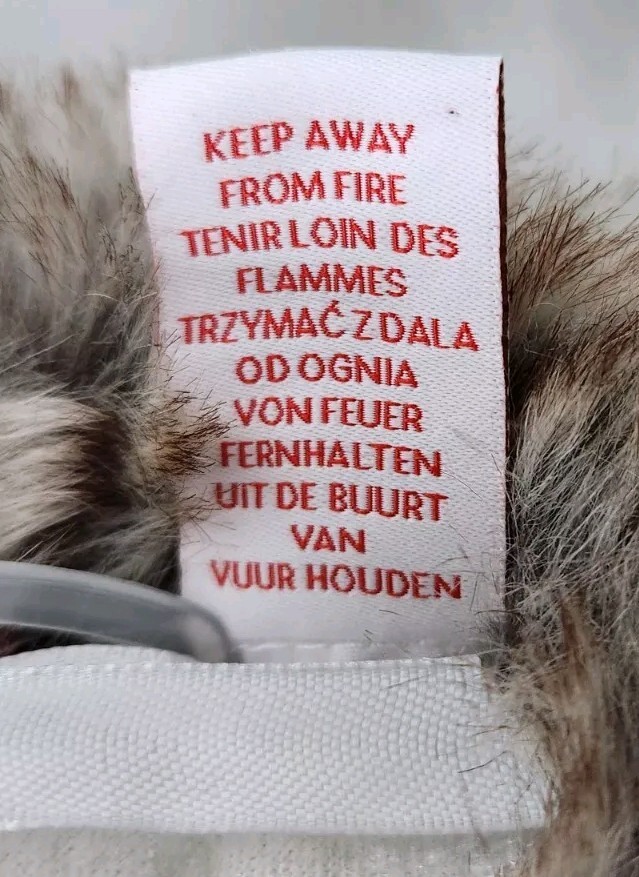 KEEP AWAY
FROM FIRE
TENIR LOIN DES
FLAMMES
TRZYMAĆ Z DALA
OD OGNIA
VON FEUER
FERNHALTEN
UIT DE BUURT
VAN
VUUR HOUDEN